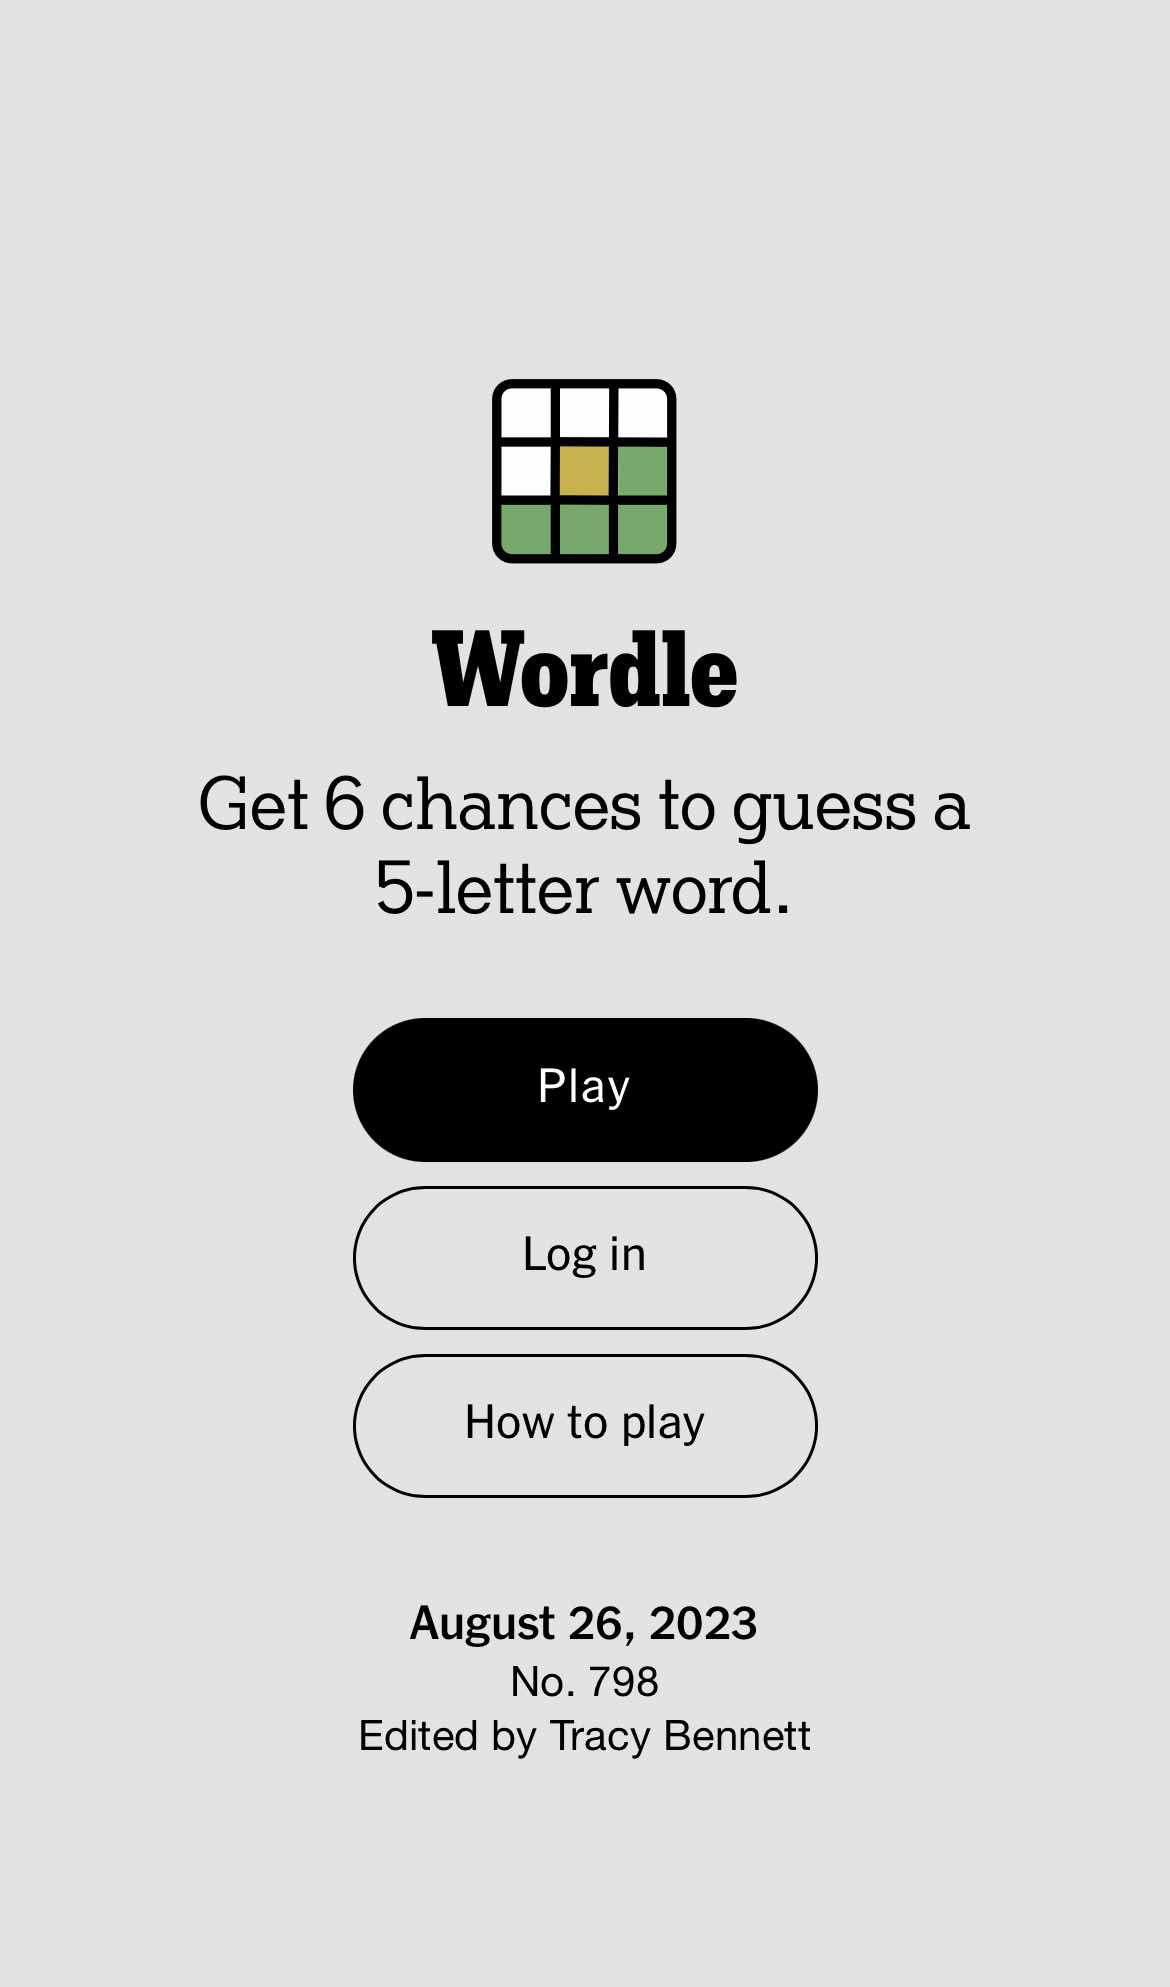 Wordle
Get 6 chances to guess a
5-letter word.
Play
Log in
How to play
August 26, 2023
No. 798
Edited by Tracy Bennett